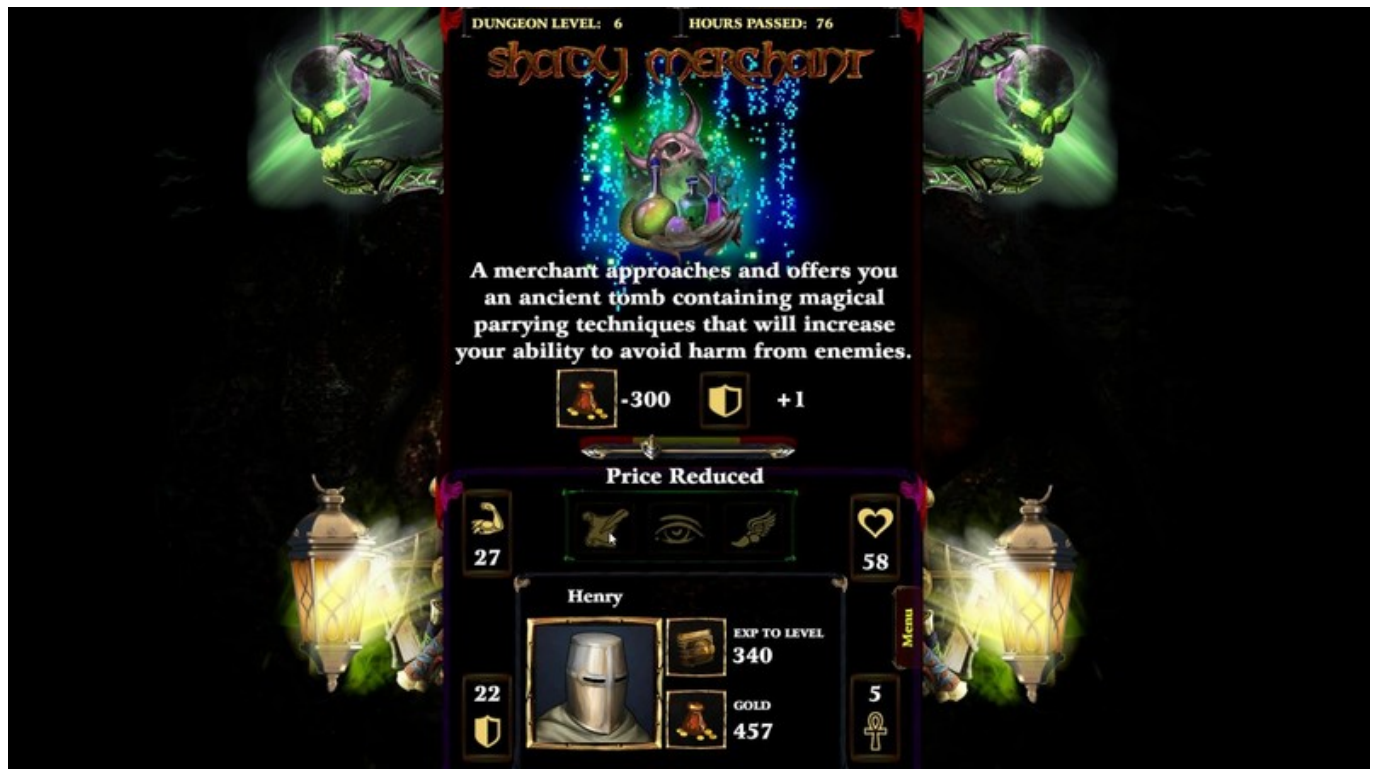 DUNGEON LEVEL: 6 HOURS PASSED: 76
Shady Merchant
A merchant approaches and offers you
an ancient tomb containing magical
parrying techniques that will increase
your ability to avoid harm from enemies.
-300 +1
Price Reduced
27 58
Henry
EXP TO LEVEL
340
Menu
22 5
GOLD
457